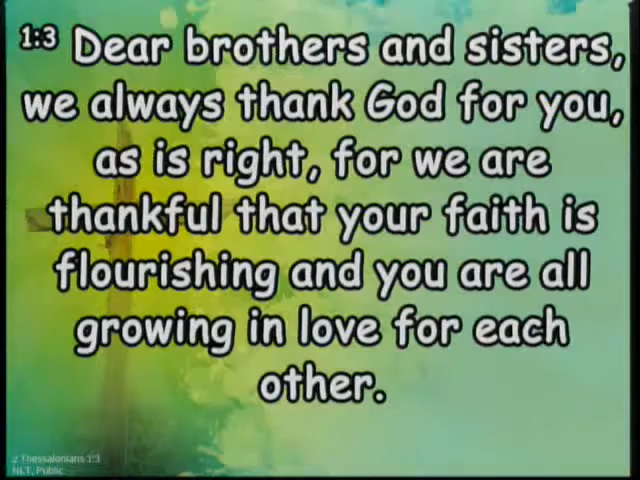 1:3 Dear brothers and sisters,
we always thank God for you,
as is right, for we are
thankful that your faith is
flourishing and you are all
growing in love for each
other.
2 Thessalonians 1:3
NLT, Public